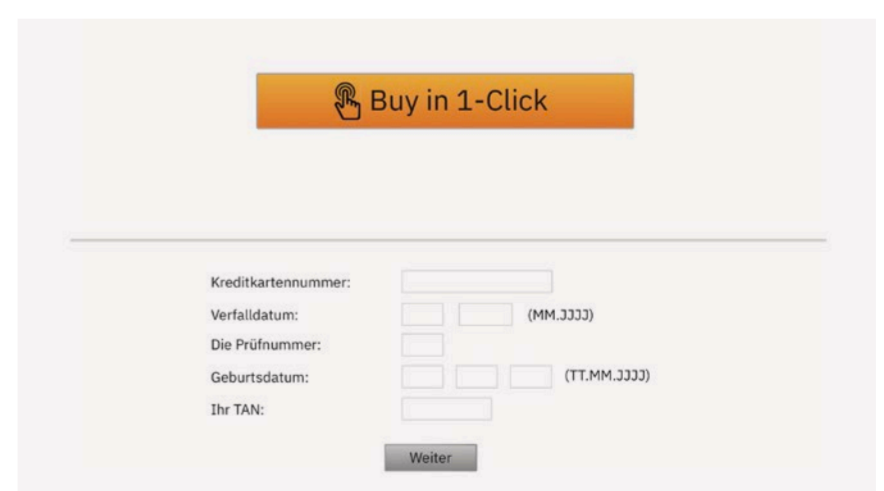 Buy in 1-Click
Kreditkartennummer:
Verfalldatum: (MM.JJJJ)
Die Prüfnummer:
Geburtsdatum: (TT.MM.JJJJ)
Ihr TAN:
Weiter